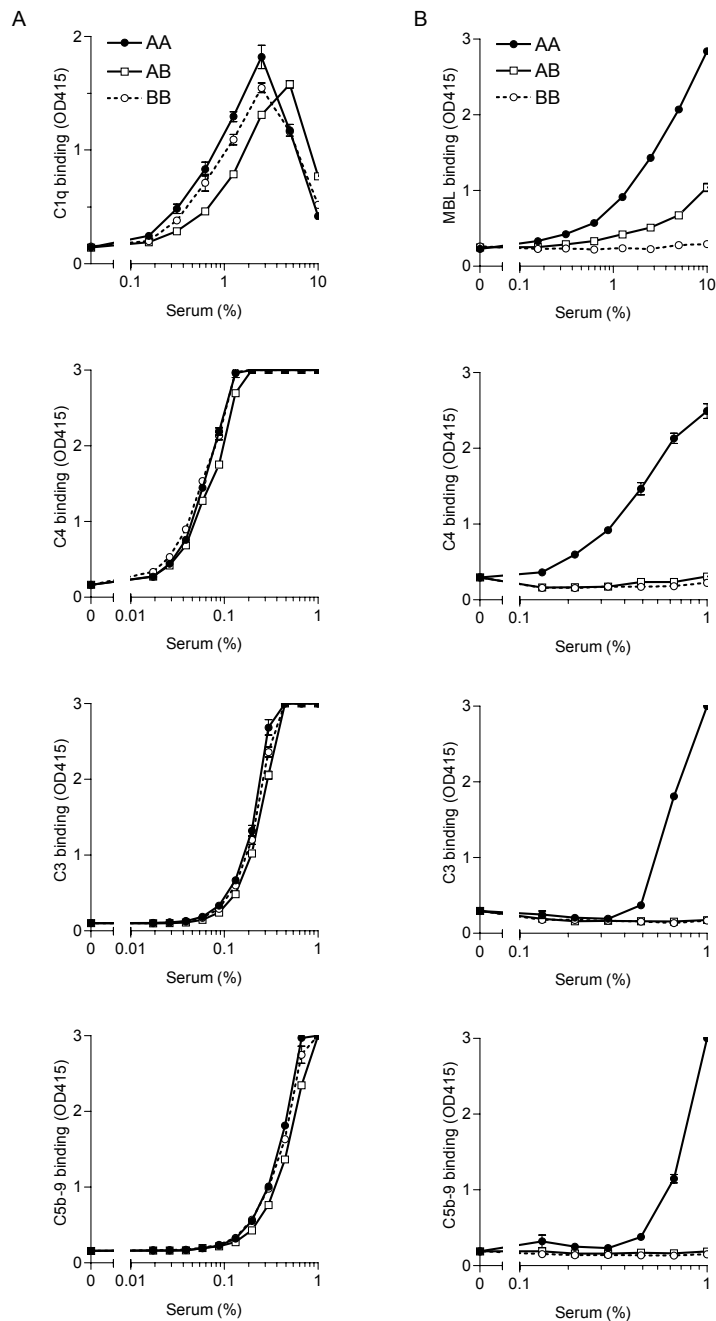 A
AA
AB
BB
C1q binding (OD415)
2
1
0
0 0.1 1 10
Serum (%)
B
AA
AB
BB
MBL binding (OD415)
3
2
1
0
0 0.1 1 10
Serum (%)
C4 binding (OD415)
3
2
1
0
0 0.01 0.1 1
Serum (%)
C4 binding (OD415)
3
2
1
0
0 0.1 1
Serum (%)
C3 binding (OD415)
3
2
1
0
0 0.01 0.1 1
Serum (%)
C3 binding (OD415)
3
2
1
0
0 0.1 1
Serum (%)
C5b-9 binding (OD415)
3
2
1
0
0 0.01 0.1 1
Serum (%)
C5b-9 binding (OD415)
3
2
1
0
0 0.1 1
Serum (%)